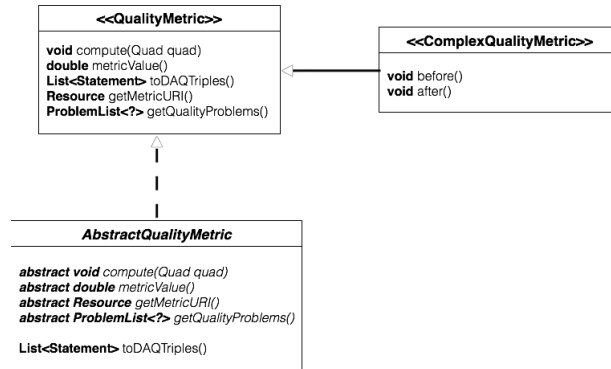 <<QualityMetric>>
void compute(Quad quad)
double metricValue()
List<Statement> toDAQTriples()
Resource getMetricURI()
ProblemList<?> getQualityProblems()
<<ComplexQualityMetric>>
void before()
void after()
AbstractQualityMetric
abstract void compute(Quad quad)
abstract double metricValue()
abstract Resource getMetricURI()
abstract ProblemList<?> getQualityProblems()
List<Statement> toDAQTriples()